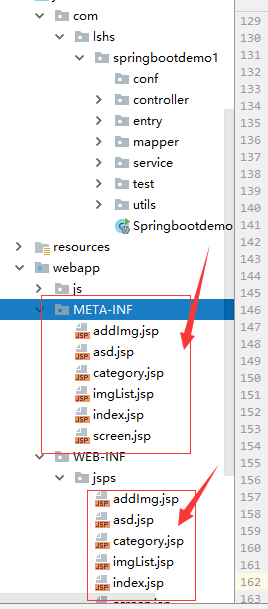 com
lshs
springbootdemo1
conf
controller
entry
mapper
service
test
utils
Springbootdemo
resources
webapp
js
META-INF
addImg.jsp
asd.jsp
category.jsp
imgList.jsp
index.jsp
screen.jsp
WEB-INF
jsps
addImg.jsp
asd.jsp
category.jsp
imgList.jsp
index.jsp
129
130
131
132
133
134
135
136
137
138
139
140
141
142
143
144
145
146
147
148
149
150
151
152
153
154
155
156
157
158
159
160
161
162
163